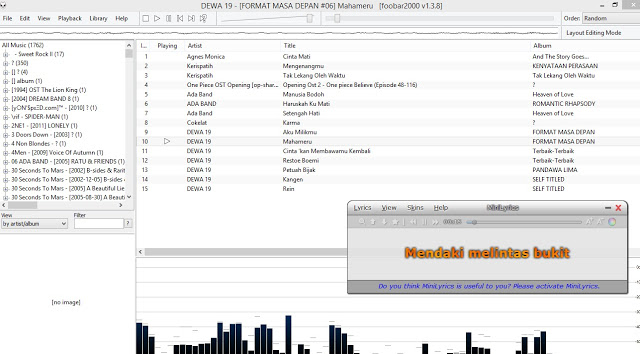 DEWA 19 - [FORMAT MASA DEPAN #06] Mahameru [foobar2000 v1.3.8]
File Edit View Playback Library Help
Order: Random
Layout Editing Mode
All Music (1762)
- Sweet Rock II (17)
? (350)
[] ? (4)
[] album (1)
[1994] OST The Lion King (1)
[2004] DREAM BAND 8 (1)
\rif - SPIDER-MAN (1)
2NE1 - [2011] LONELY (1)
3 Doors Down - [2003] ? (1)
4 Non Blondes - ? (1)
4Men - [2009] Voice Of Autumn (1)
06 ADA BAND - [2005] RATU & FRIENDS (1)
30 Seconds To Mars - [2002] B-sides & Rarit
30 Seconds To Mars - [2002-12-05] B-sides
30 Seconds To Mars - [2005] A Beautiful Lie
30 Seconds To Mars - [2005-08-30] A Beautif
View Filter
by artist/album ?
[no image]
I... Playing Artist Title Album
1 Agnes Monica Cinta Mati And The Story Goes...
2 Kerispatih Mengenangmu KENYATAAN PERASAAN
3 Kerispatih Tak Lekang Oleh Waktu Tak Lekang Oleh Waktu
4 One Piece OST Opening [op-shar... Opening Ost 2 - One piece Believe (Episode 48-116) ?
5 Ada Band Manusia Bodoh Heaven of Love
6 ADA BAND Haruskah Ku Mati ROMANTIC RHAPSODY
7 Ada Band Setengah Hati Heaven of Love
8 Cokelat Karma ?
9 DEWA 19 Aku Milikmu FORMAT MASA DEPAN
10 DEWA 19 Mahameru FORMAT MASA DEPAN
11 DEWA 19 Cinta 'kan Membawamu Kembali Terbaik-Terbaik
12 DEWA 19 Restoe Boemi Terbaik-Terbaik
13 DEWA 19 Petuah Bijak PANDAWA LIMA
14 DEWA 19 Kangen SELF TITLED
15 DEWA 19 Rein SELF TITLED
Lyrics View Skins Help MiniLyrics
Mendaki melintas bukit
Do you think MiniLyrics is useful to you? Please activate MiniLyrics.